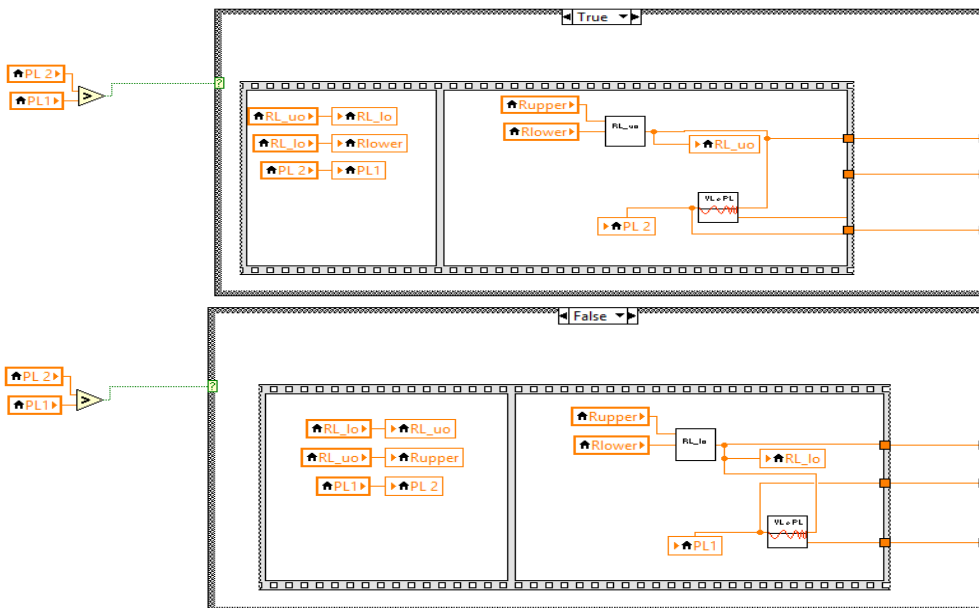 True
PL 2
PL1
>
?
RL_uo RL_lo
RL_lo Rlower
PL 2 PL1
Rupper
Rlower
RL_uo
RL_uo
VL & PL
PL 2
False
PL 2
PL1
>
?
RL_lo RL_uo
RL_uo Rupper
PL1 PL 2
Rupper
Rlower
RL_lo
RL_lo
VL & PL
PL1